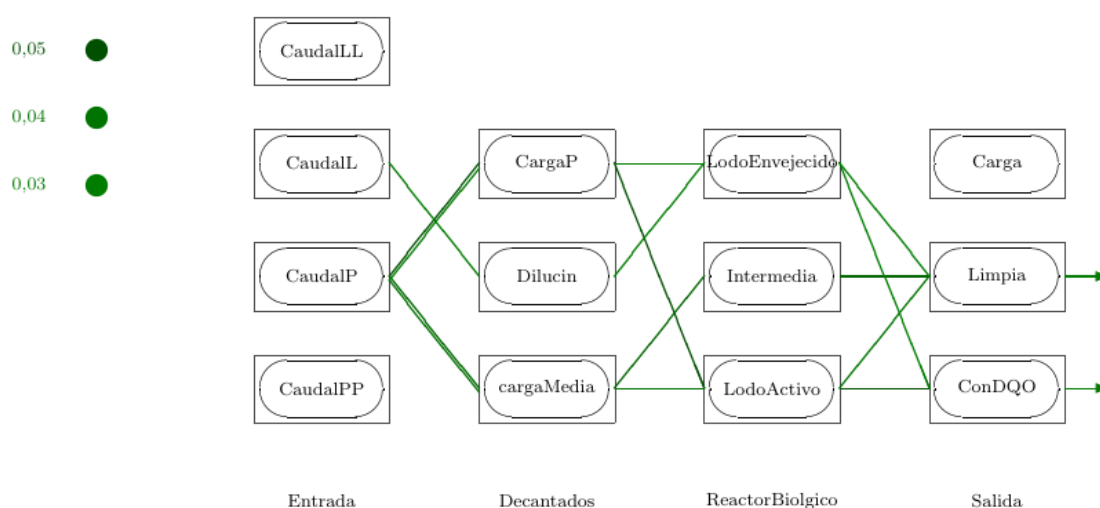 0,05
0,04
0,03
CaudalLL
CaudalL
CargaP
LodoEnvejecido
Carga
CaudalP
Dilucin
Intermedia
Limpia
CaudalPP
cargaMedia
LodoActivo
ConDQO
Entrada
Decantados
ReactorBiolgico
Salida